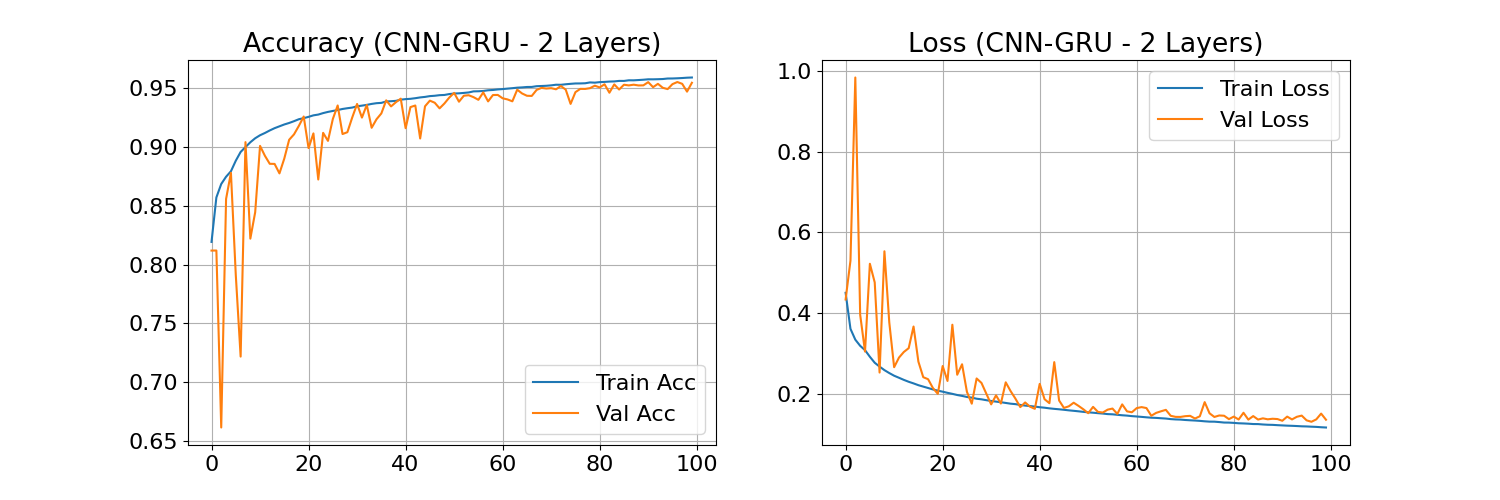 Accuracy (CNN-GRU - 2 Layers)
0.95
0.90
0.85
0.80
0.75
0.70
0.65
0 20 40 60 80 100
Train Acc
Val Acc
Loss (CNN-GRU - 2 Layers)
1.0
0.8
0.6
0.4
0.2
0 20 40 60 80 100
Train Loss
Val Loss